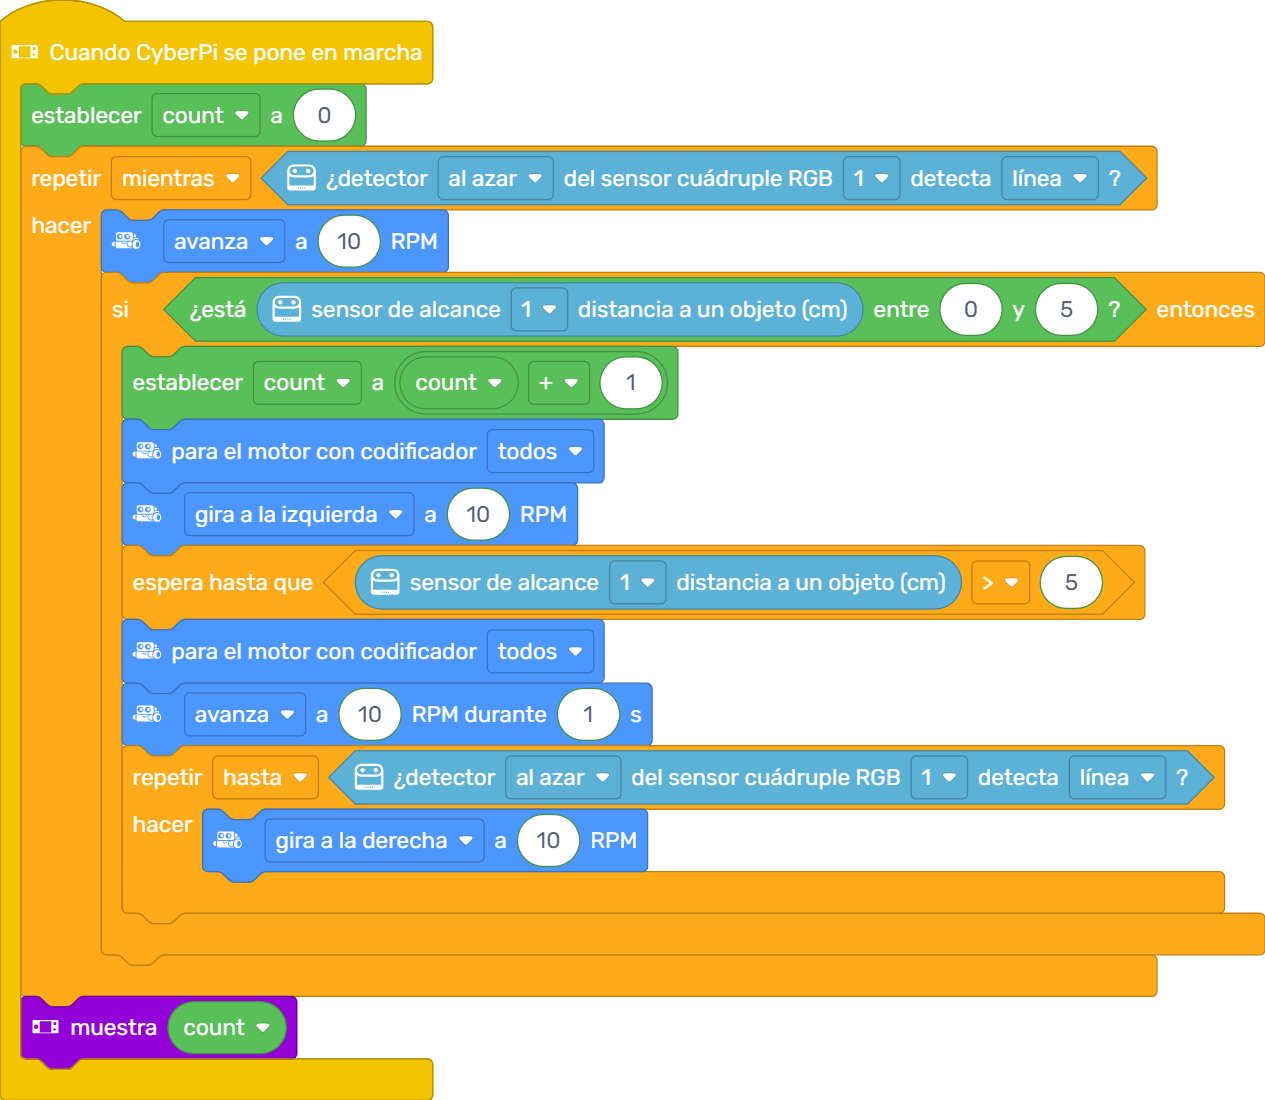 Cuando CyberPi se pone en marcha
establecer count a 0
repetir mientras ¿detector al azar del sensor cuádruple RGB 1 detecta línea ?
hacer
avanza a 10 RPM
si ¿está sensor de alcance 1 distancia a un objeto (cm) entre 0 y 5 ? entonces
establecer count a count + 1
para el motor con codificador todos
gira a la izquierda a 10 RPM
espera hasta que sensor de alcance 1 distancia a un objeto (cm) > 5
para el motor con codificador todos
avanza a 10 RPM durante 1 s
repetir hasta ¿detector al azar del sensor cuádruple RGB 1 detecta línea ?
hacer
gira a la derecha a 10 RPM
muestra count